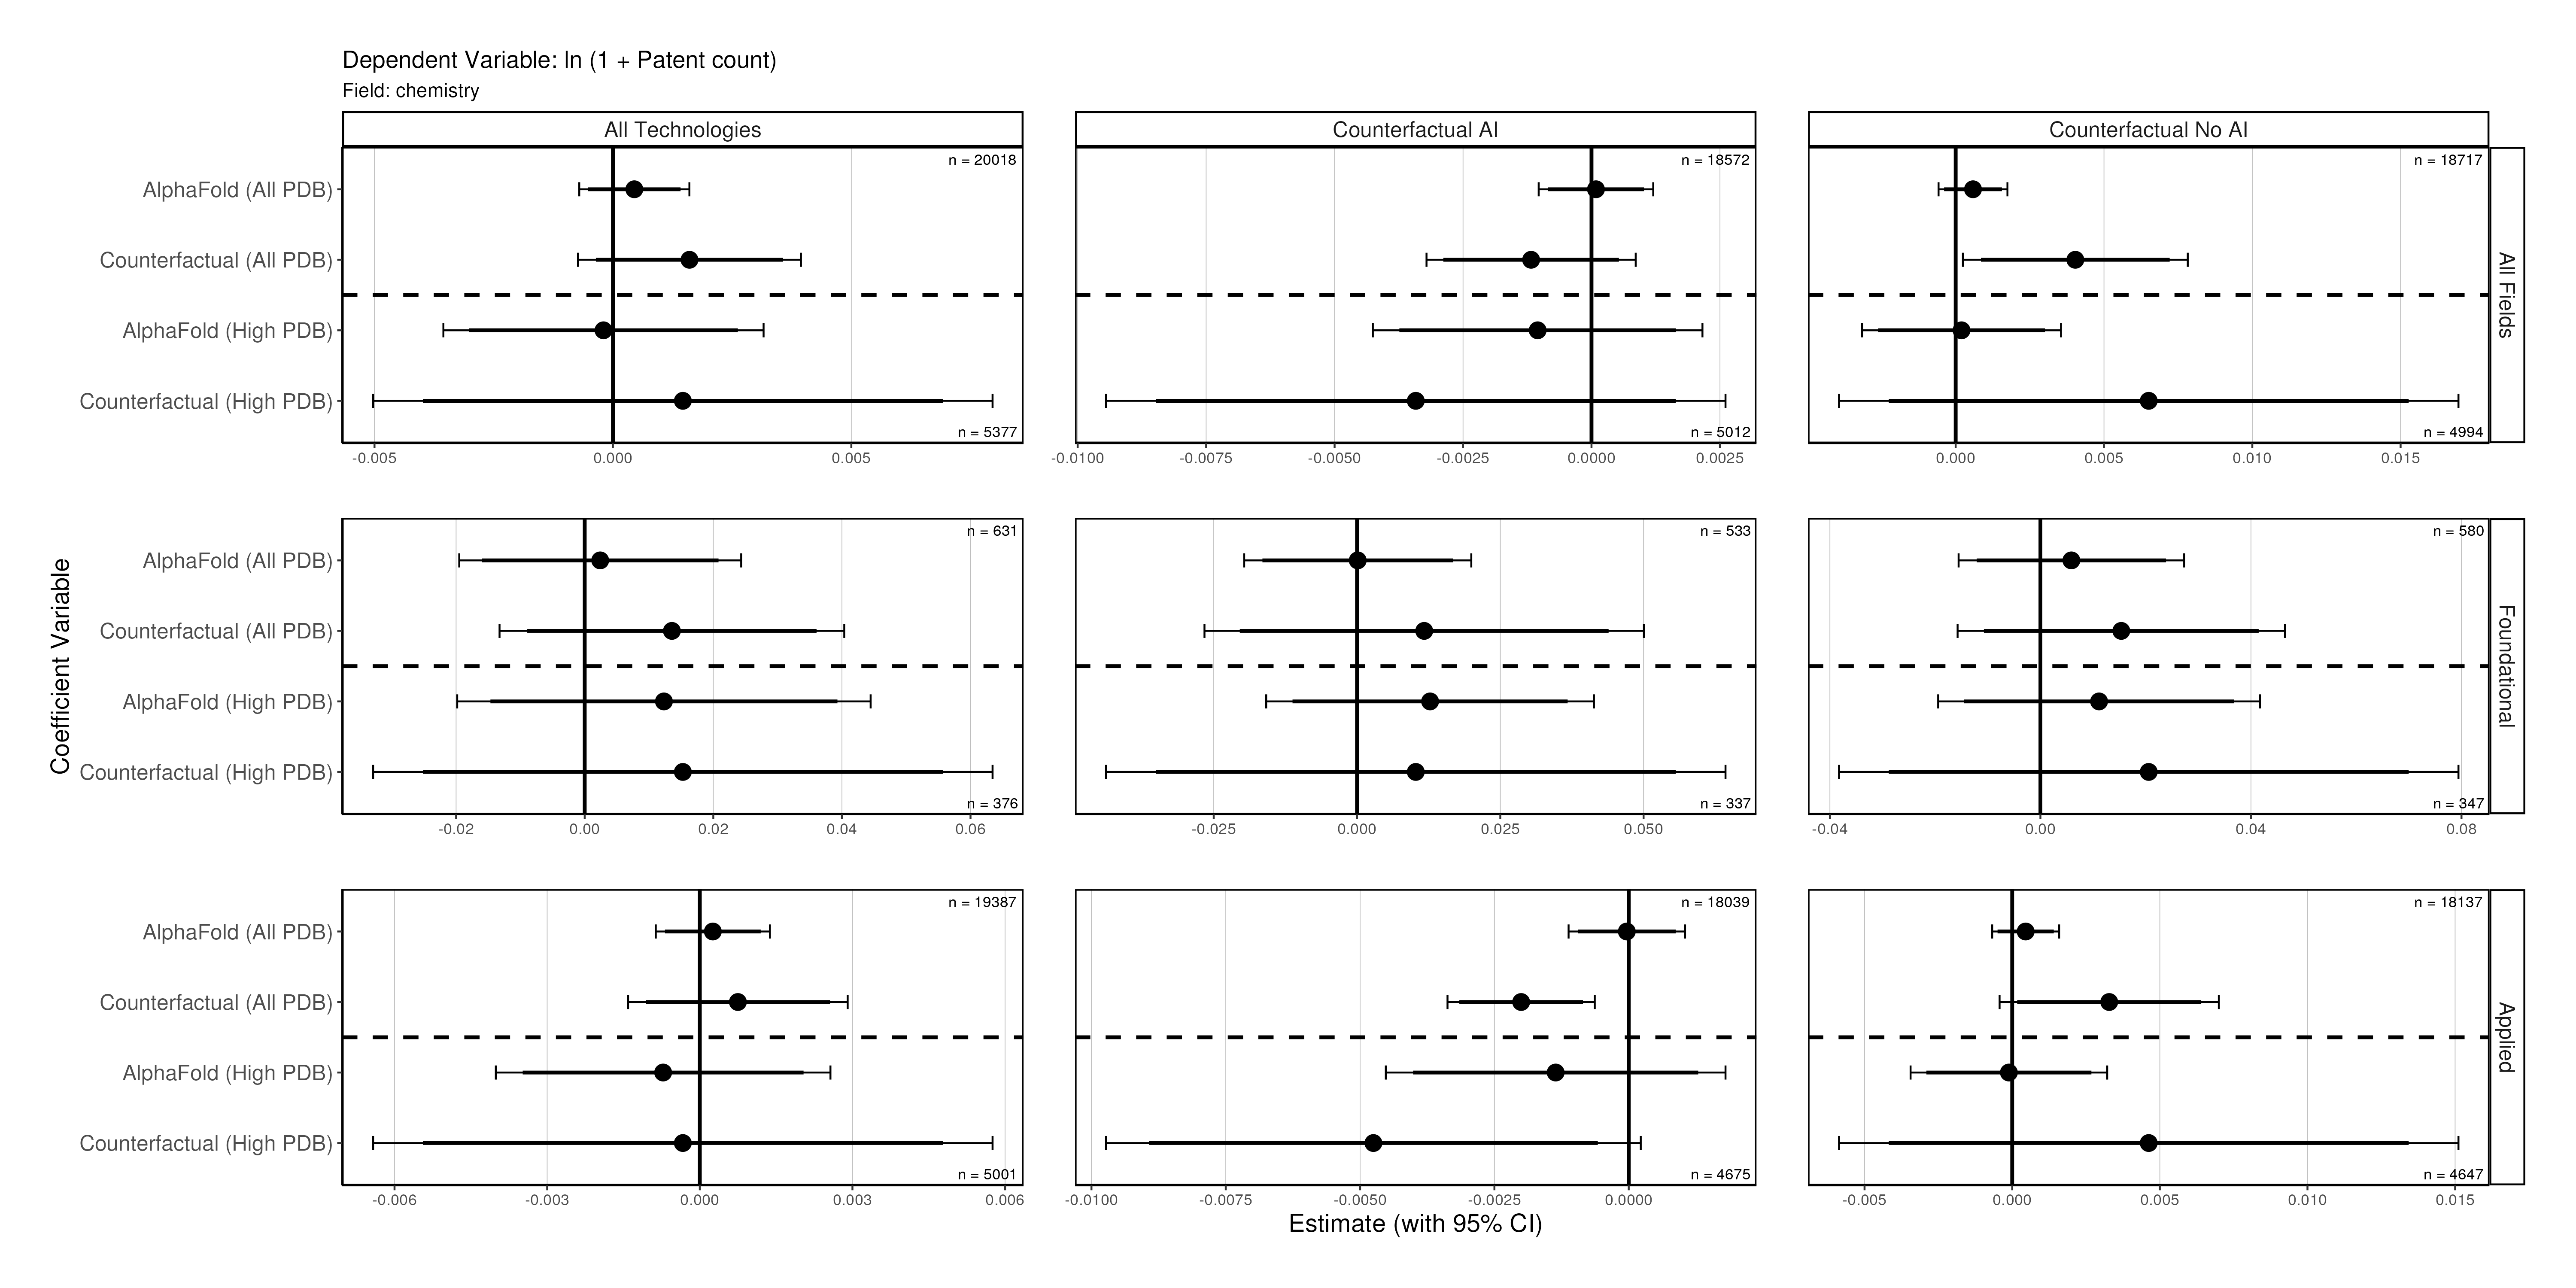 Dependent Variable: ln (1 + Patent count)
Field: chemistry
All Technologies
Counterfactual AI
Counterfactual No AI
AlphaFold (All PDB)
Counterfactual (All PDB)
AlphaFold (High PDB)
Counterfactual (High PDB)
n = 20018
n = 5377
n = 18572
n = 5012
n = 18717
n = 4994
All Fields
-0.005 0.000 0.005
-0.0100 -0.0075 -0.0050 -0.0025 0.0000 0.0025
0.000 0.005 0.010 0.015
Coefficient Variable
AlphaFold (All PDB)
Counterfactual (All PDB)
AlphaFold (High PDB)
Counterfactual (High PDB)
n = 631
n = 376
n = 533
n = 337
n = 580
n = 347
Foundational
-0.02 0.00 0.02 0.04 0.06
-0.025 0.000 0.025 0.050
-0.04 0.00 0.04 0.08
AlphaFold (All PDB)
Counterfactual (All PDB)
AlphaFold (High PDB)
Counterfactual (High PDB)
n = 19387
n = 5001
n = 18039
n = 4675
n = 18137
n = 4647
Applied
-0.006 -0.003 0.000 0.003 0.006
-0.0100 -0.0075 -0.0050 -0.0025 0.0000
-0.005 0.000 0.005 0.010 0.015
Estimate (with 95% CI)